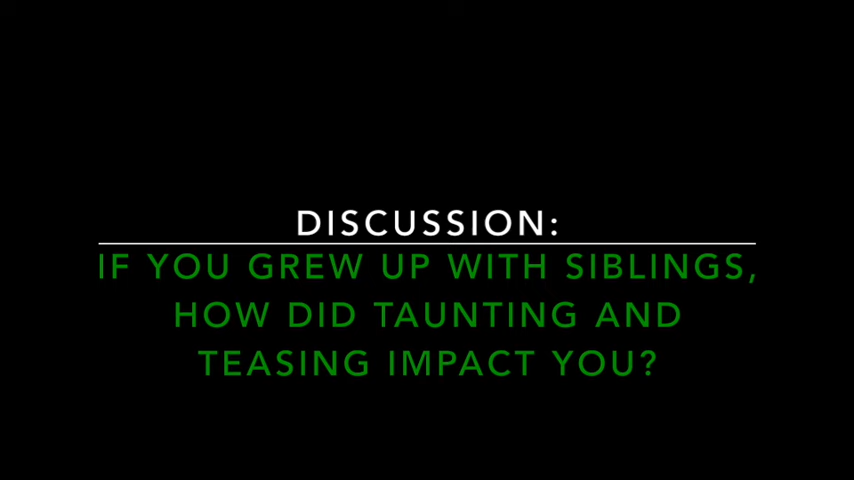 DISCUSSION:
IF YOU GREW UP WITH SIBLINGS,
HOW DID TAUNTING AND
TEASING IMPACT YOU?